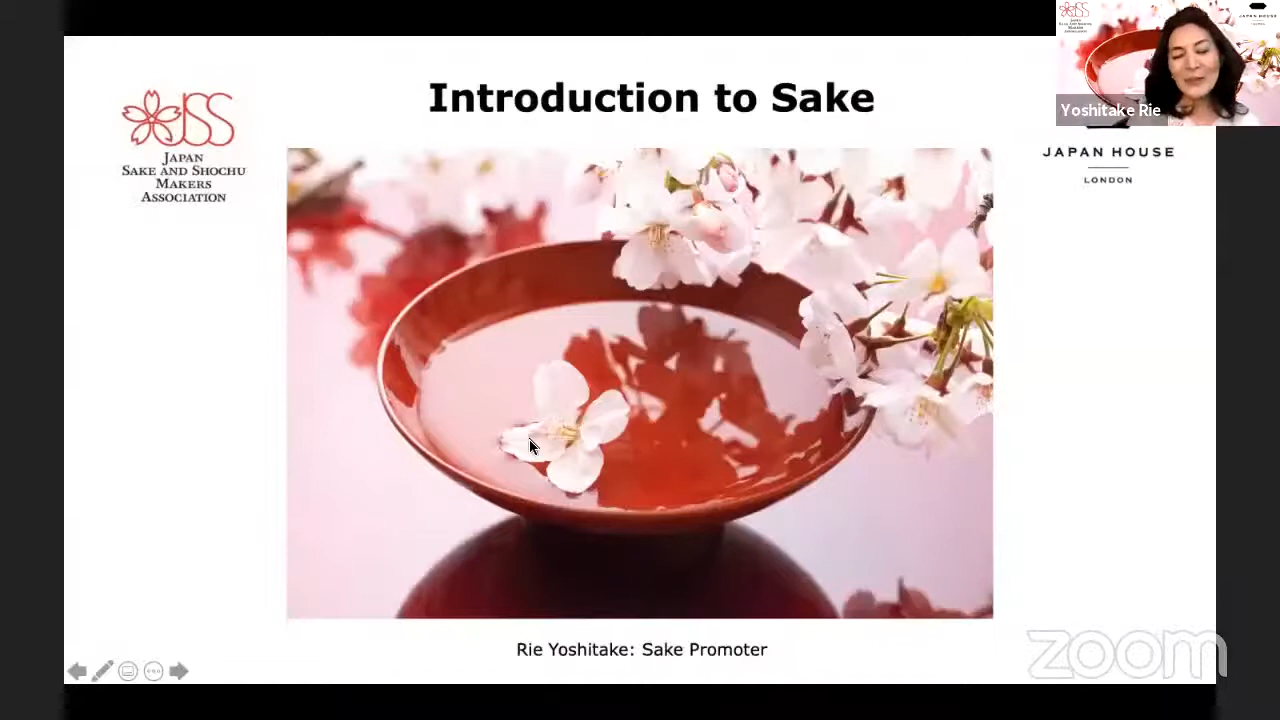 Introduction to Sake
JSS
JAPAN
SAKE AND SHOCHU
MAKERS
ASSOCIATION
Yoshitake Rie
JAPAN HOUSE
LONDON
Rie Yoshitake: Sake Promoter
zoom